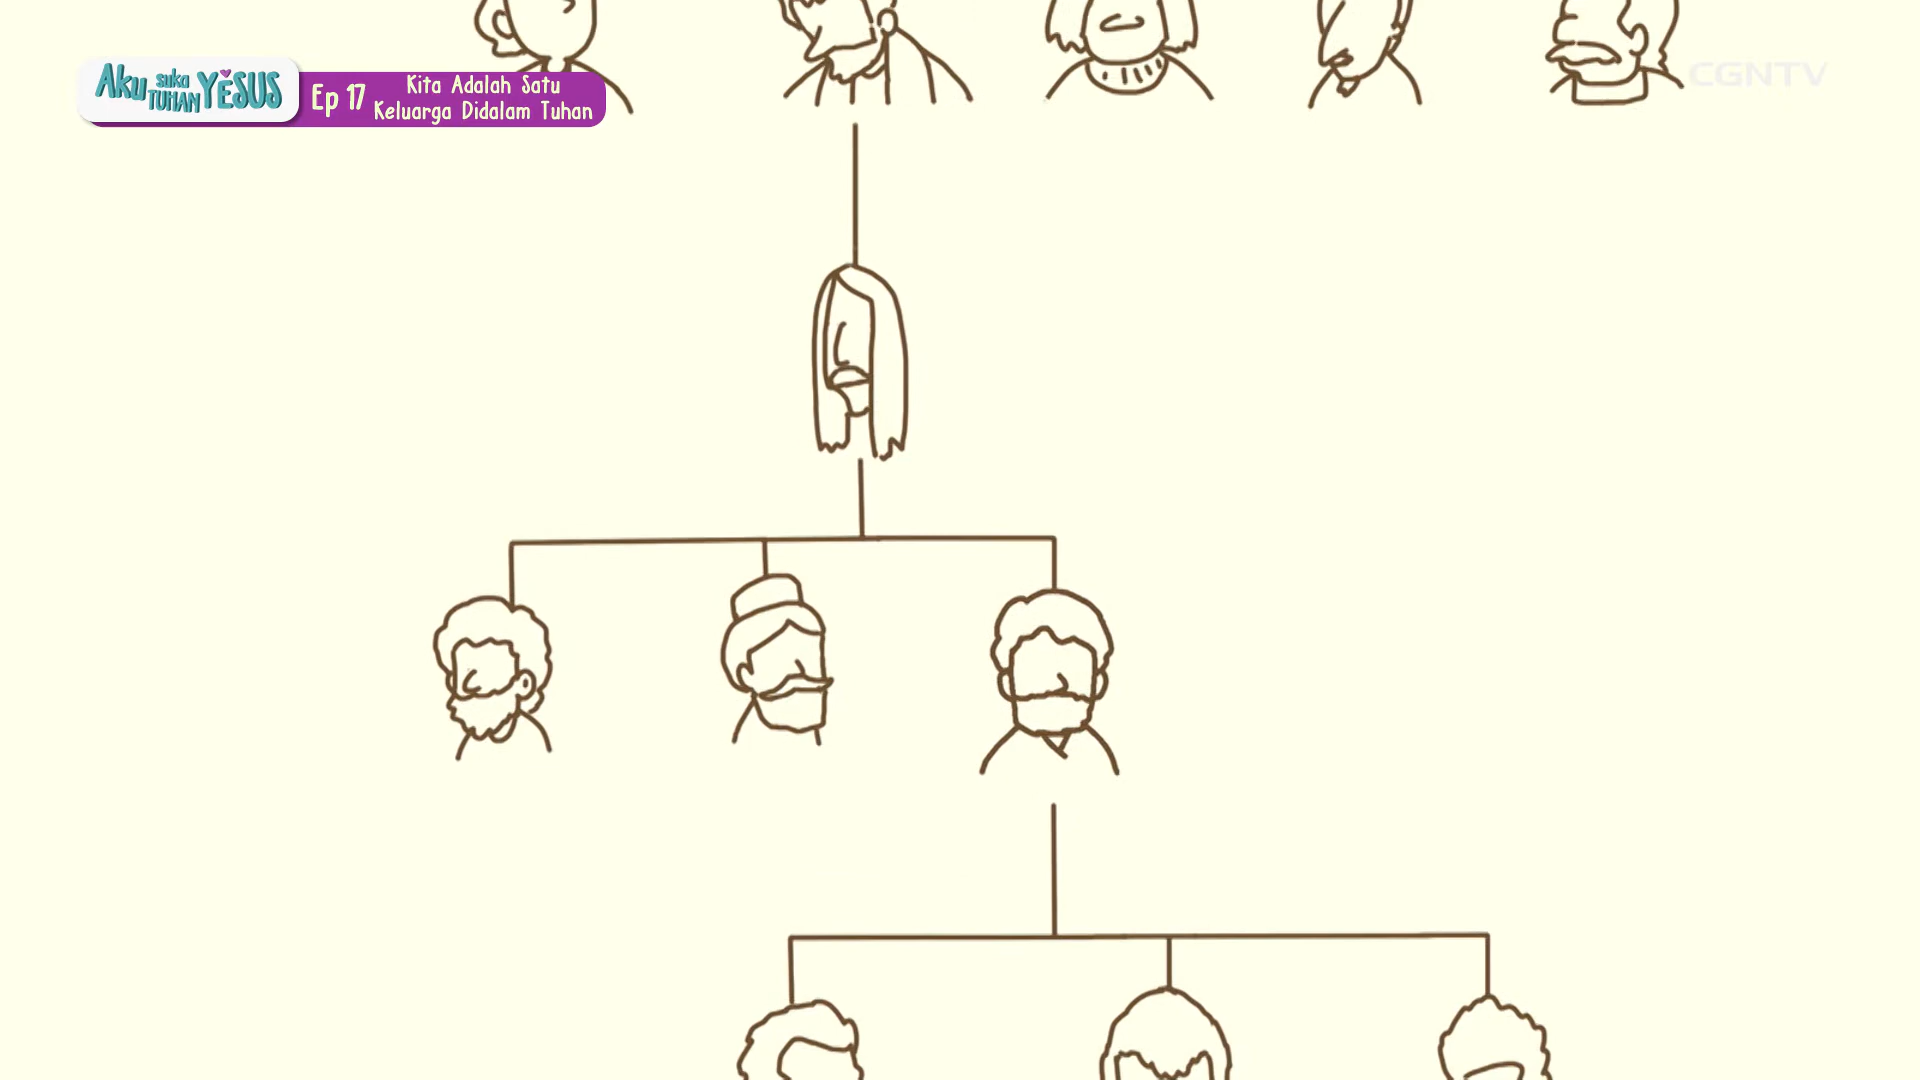 Aku suka TUHAN YESUS
Ep 17
Kita Adalah Satu
Keluarga Didalam Tuhan
CGNTV